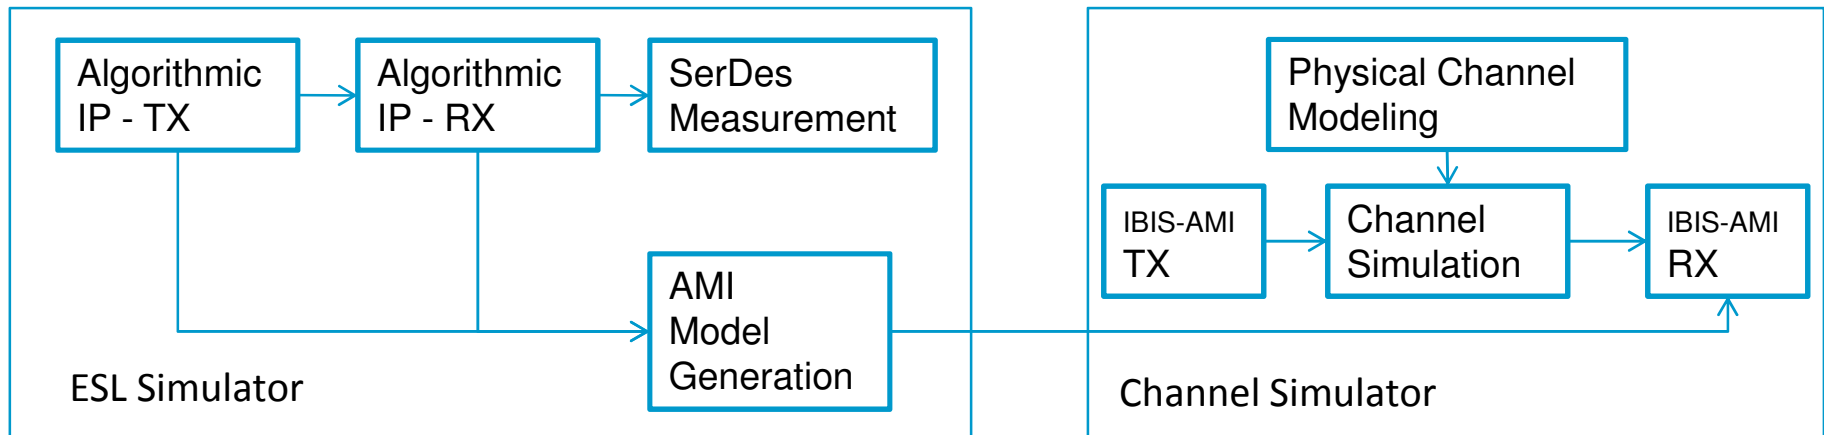 Algorithmic
IP - TX
Algorithmic
IP - RX
SerDes
Measurement
AMI
Model
Generation
ESL Simulator
Physical Channel
Modeling
IBIS-AMI
TX
Channel
Simulation
IBIS-AMI
RX
Channel Simulator